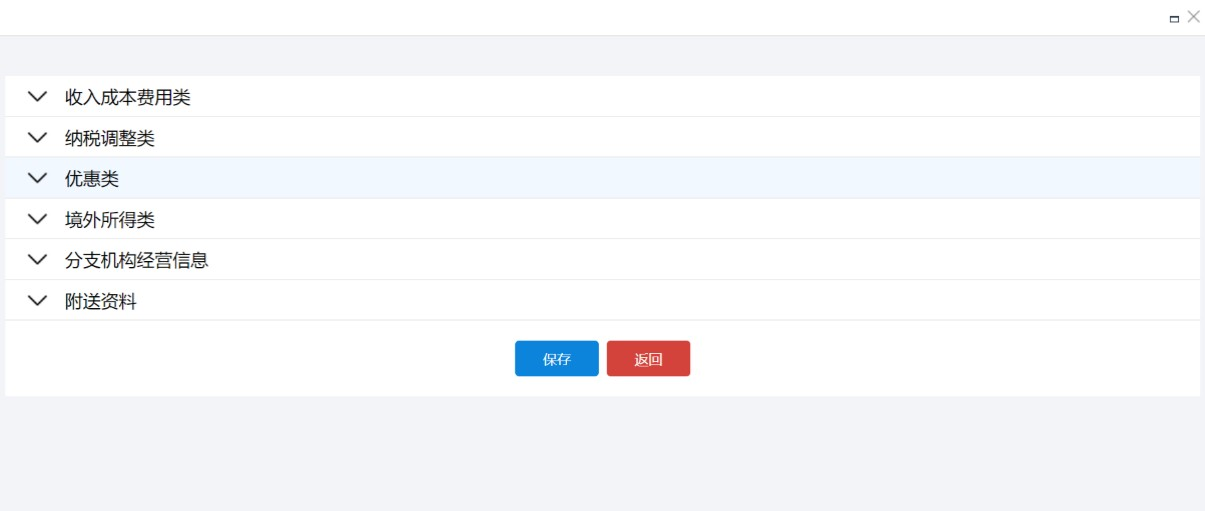 收入成本费用类
纳税调整类
优惠类
境外所得类
分支机构经营信息
附送资料
保存 返回